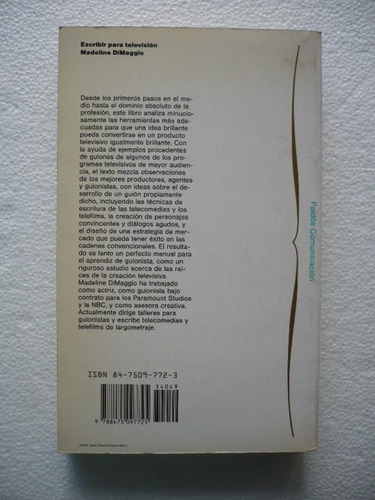 Escribir para televisión
Madeline DiMaggio
Desde los primeros pasos en el me-
dio hasta el dominio absoluto de la
profesión, este libro analiza minucio-
samente las herramientas más ade-
cuadas para que una idea brillante
pueda convertirse en un producto
televisivo igualmente brillante. Con
la ayuda de ejemplos procedentes
de guiones de algunos de los pro-
gramas televisivos de mayor audien-
cia, el texto mezcla observaciones de
los mejores productores, agentes
y guionistas, con ideas sobre el de-
sarrollo de un guión propiamente
dicho, incluyendo las técnicas de
escritura de las telecomedias y los
telefilms, la creación de personajes
convincentes y diálogos agudos, y
el diseño de una estrategia de mer-
cado que pueda tener éxito en las
cadenas convencionales. El resulta-
do es tanto un perfecto manual para
el aprendiz de guionista, como un
riguroso estudio acerca de las raí-
ces de la creación televisiva.
Madeline DiMaggio ha trabajado
como actriz, como guionista bajo
contrato para los Paramount Studios
y la NBC, y como asesora creativa.
Actualmente dirige talleres para
guionistas y escribe telecomedias y
telefilms de largometraje.
Paidós Comunicación
ISBN 84-7509-772-3
34049
9 788475 097725